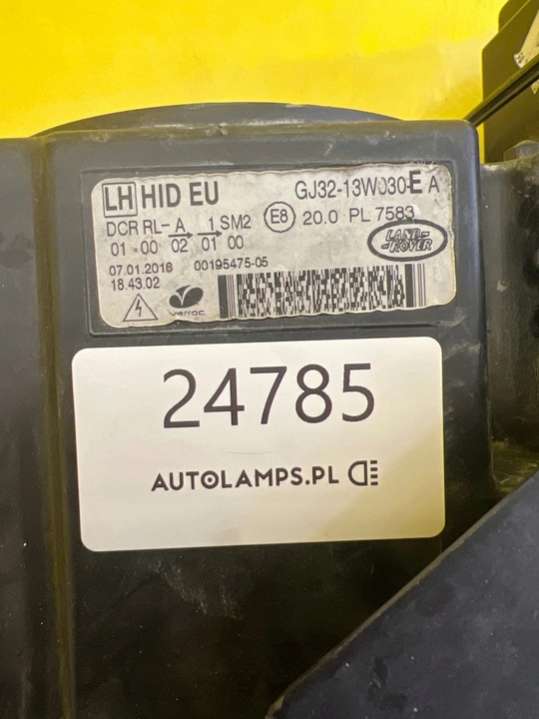 LH HID EU
GJ32-13W030-E A
DCR RL-A 1 SM2
E8 20.0 PL 7583
01 00 02 01 00
LAND-ROVER
07.01.2016 00195475-05
18.43.02
varroc
24785
AUTOLAMPS.PL